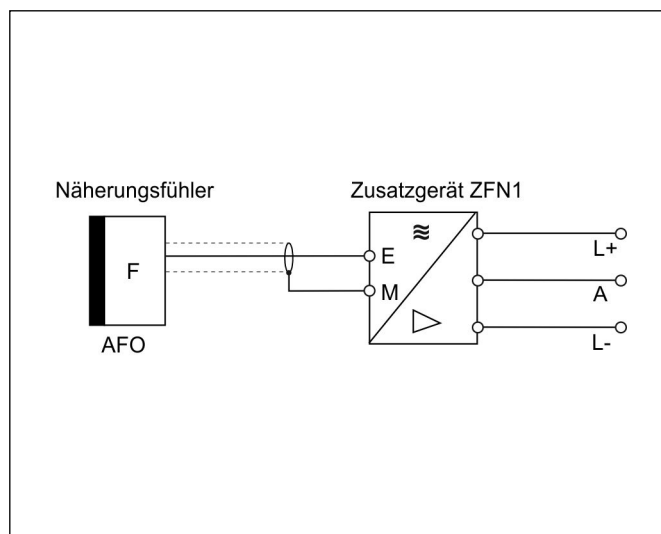 Näherungsfühler
Zusatzgerät ZFN1
F
AFO
E
M
L+
A
L-